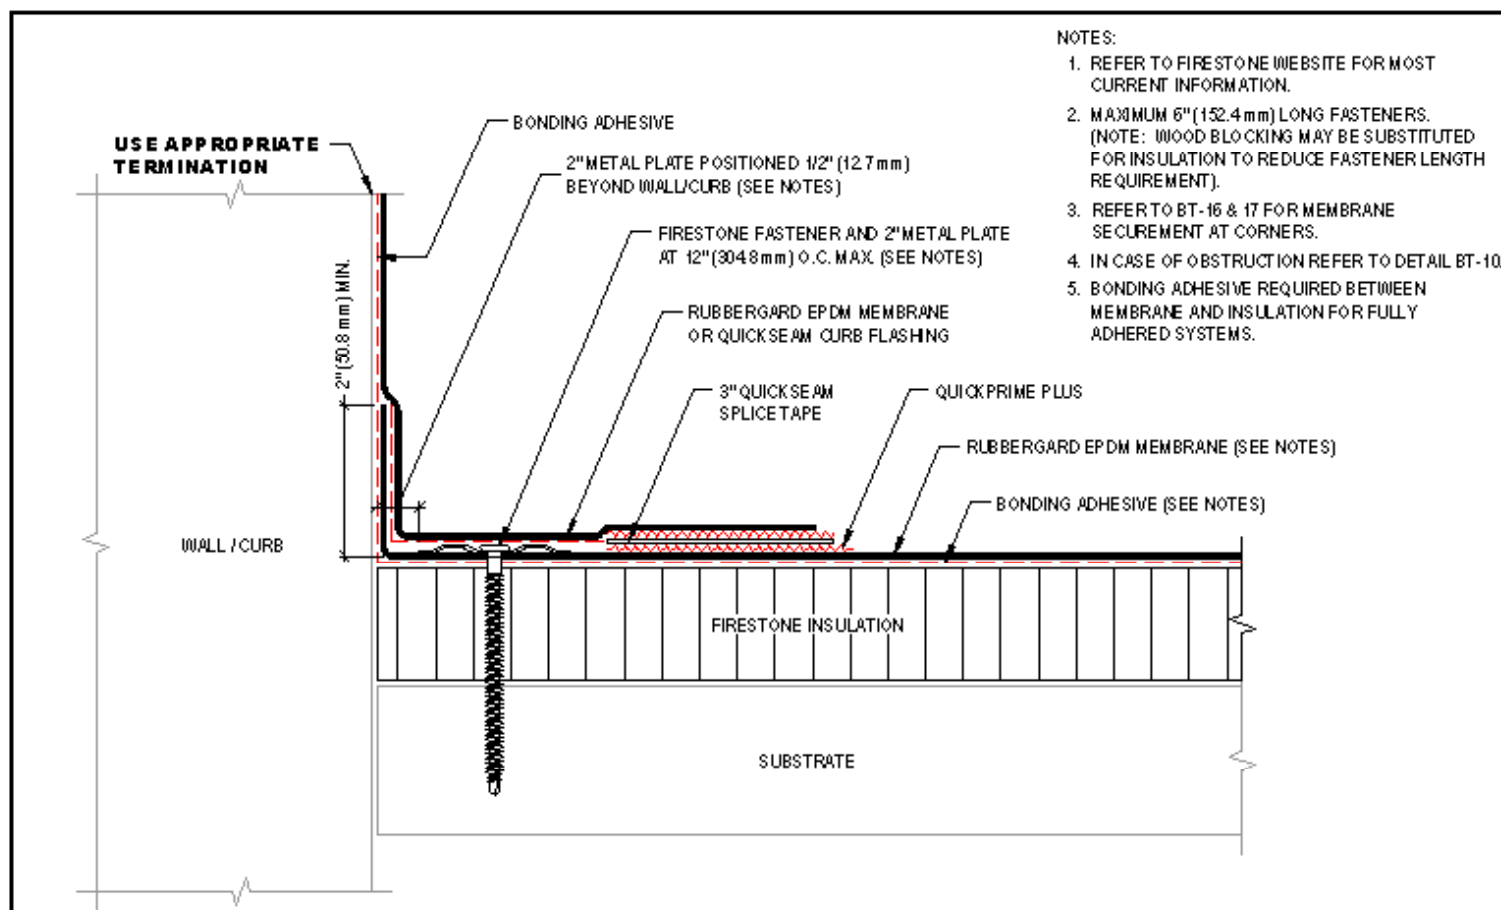 NOTES:
1. REFER TO FIRESTONE WEBSITE FOR MOST
CURRENT INFORMATION.
2. MAXIMUM 6" (152.4 mm) LONG FASTENERS.
(NOTE: WOOD BLOCKING MAY BE SUBSTITUTED
FOR INSULATION TO REDUCE FASTENER LENGTH
REQUIREMENT).
3. REFER TO BT-16 & 17 FOR MEMBRANE
SECUREMENT AT CORNERS.
4. IN CASE OF OBSTRUCTION REFER TO DETAIL BT-10.
5. BONDING ADHESIVE REQUIRED BETWEEN
MEMBRANE AND INSULATION FOR FULLY
ADHERED SYSTEMS.
USE APPROPRIATE
TERMINATION
BONDING ADHESIVE
2" METAL PLATE POSITIONED 1/2" (12.7 mm)
BEYOND WALL/CURB (SEE NOTES)
FIRESTONE FASTENER AND 2" METAL PLATE
AT 12" (304.8 mm) O.C. MAX. (SEE NOTES)
RUBBERGARD EPDM MEMBRANE
OR QUICKSEAM CURB FLASHING
2" (50.8 mm) MIN.
3" QUICKSEAM
SPLICE TAPE
QUICKPRIME PLUS
RUBBERGARD EPDM MEMBRANE (SEE NOTES)
BONDING ADHESIVE (SEE NOTES)
WALL / CURB
FIRESTONE INSULATION
SUBSTRATE